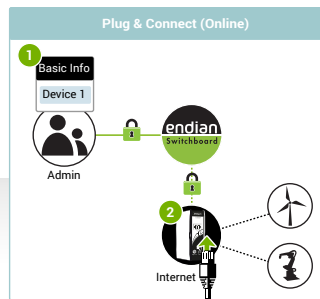 Plug & Connect (Online)
1
Basic Info
Device 1
endian
Switchboard
Admin
2
Internet